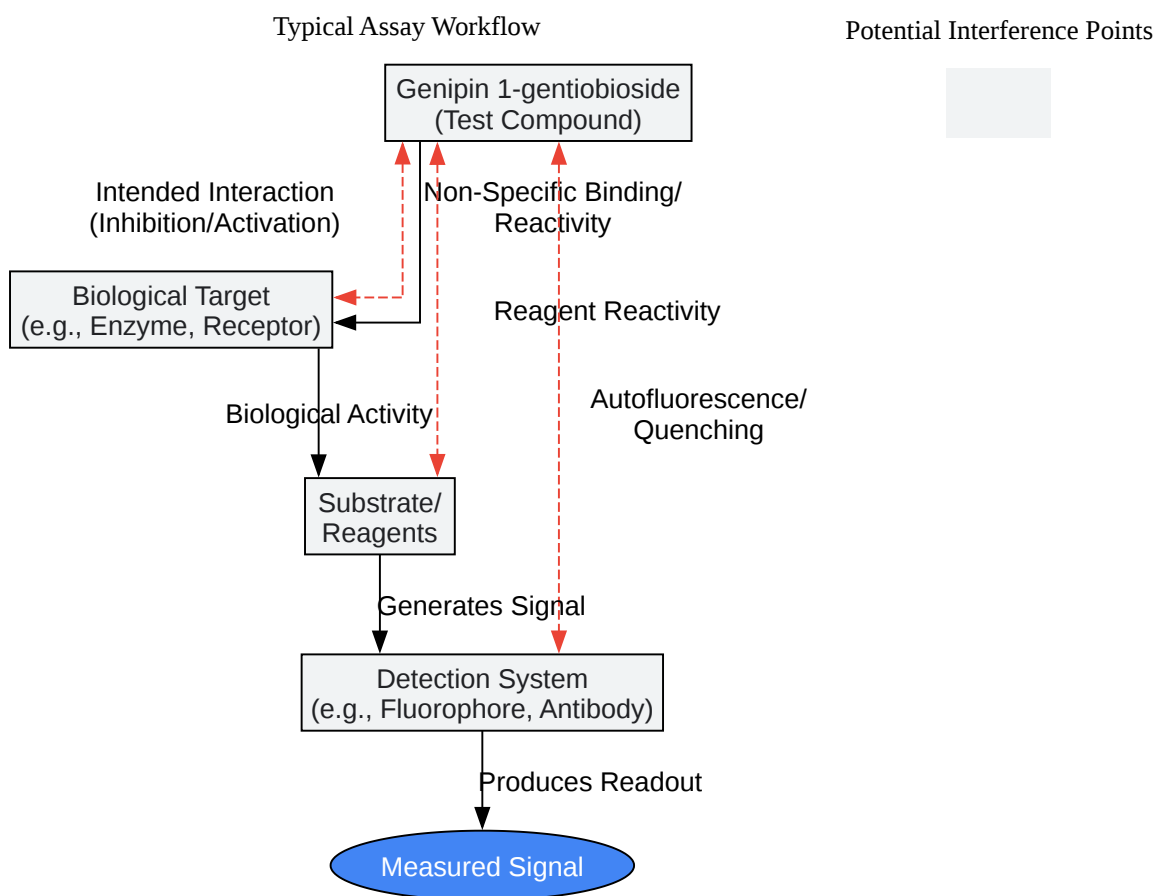 Typical Assay Workflow
Potential Interference Points
Genipin 1-gentiobioside
(Test Compound)
Intended Interaction
(Inhibition/Activation)
Non-Specific Binding/
Reactivity
Biological Target
(e.g., Enzyme, Receptor)
Reagent Reactivity
Biological Activity
Autofluorescence/
Quenching
Substrate/
Reagents
Generates Signal
Detection System
(e.g., Fluorophore, Antibody)
Produces Readout
Measured Signal